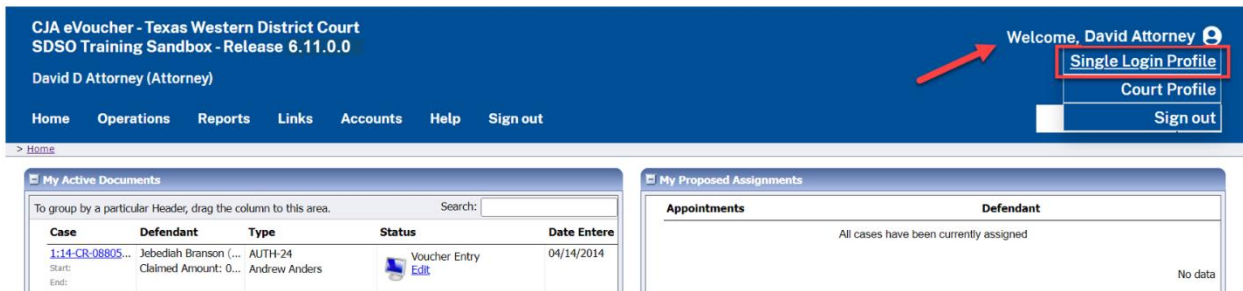 CJA eVoucher - Texas Western District Court
SDSO Training Sandbox - Release 6.11.0.0
Welcome, David Attorney
Single Login Profile
David D Attorney (Attorney)
Court Profile
Home Operations Reports Links Accounts Help Sign out
Sign out
> Home
My Active Documents
To group by a particular Header, drag the column to this area. Search:
Case Defendant Type Status Date Entere
1:14-CR-08805... Jebediah Branson (... AUTH-24 Voucher Entry 04/14/2014
Start: Claimed Amount: 0... Andrew Anders Edit
End:
My Proposed Assignments
Appointments Defendant
All cases have been currently assigned
No data